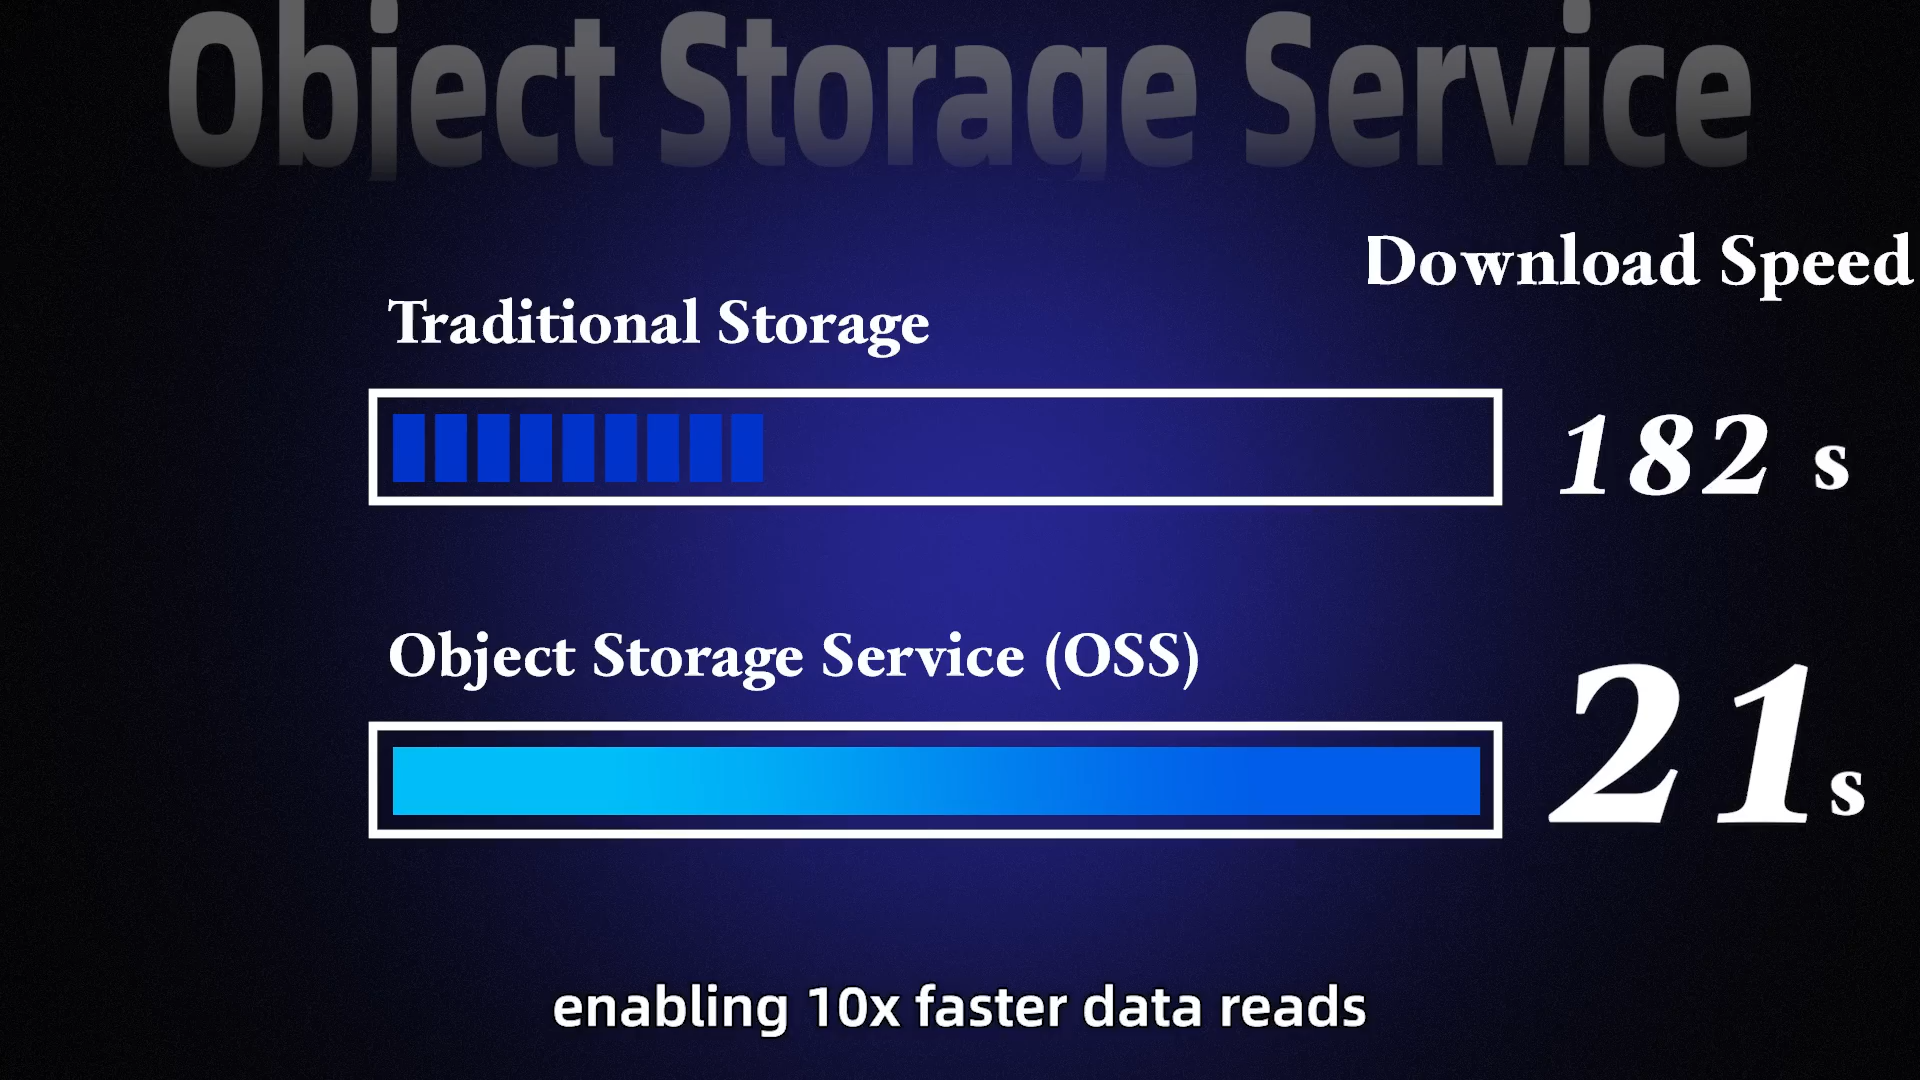 Object Storage Service
Download Speed
Traditional Storage
182 s
Object Storage Service (OSS)
21s
enabling 10x faster data reads